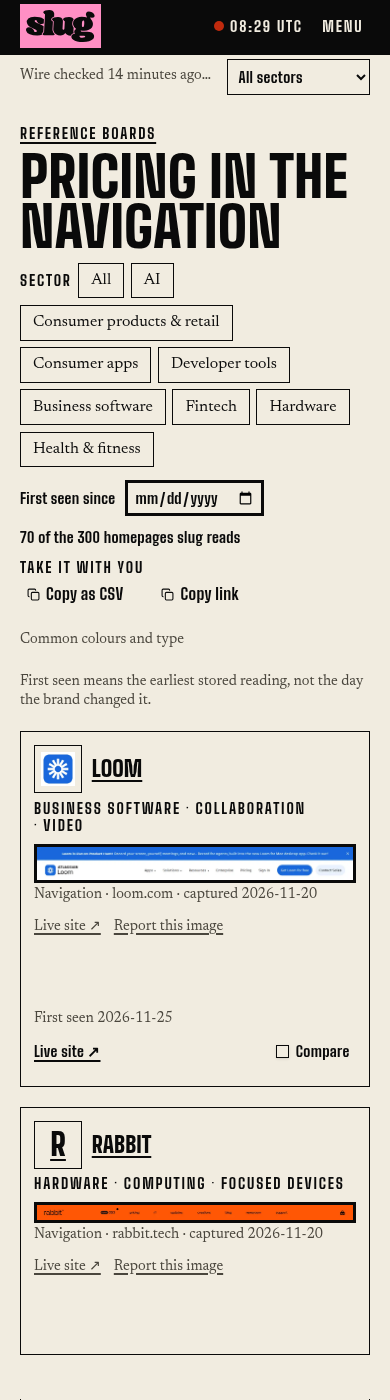 slug
08:29 UTC MENU
Wire checked 14 minutes ago...
All sectors
REFERENCE BOARDS
PRICING IN THE
NAVIGATION
SECTOR All AI
Consumer products & retail
Consumer apps Developer tools
Business software Fintech Hardware
Health & fitness
First seen since mm/dd/yyyy
70 of the 300 homepages slug reads
TAKE IT WITH YOU
Copy as CSV Copy link
Common colours and type
First seen means the earliest stored reading, not the day
the brand changed it.
LOOM
BUSINESS SOFTWARE · COLLABORATION
· VIDEO
Loom
Navigation · loom.com · captured 2026-11-20
Live site ↗ Report this image
First seen 2026-11-25
Live site ↗ Compare
R RABBIT
HARDWARE · COMPUTING · FOCUSED DEVICES
rabbit
Navigation · rabbit.tech · captured 2026-11-20
Live site ↗ Report this image